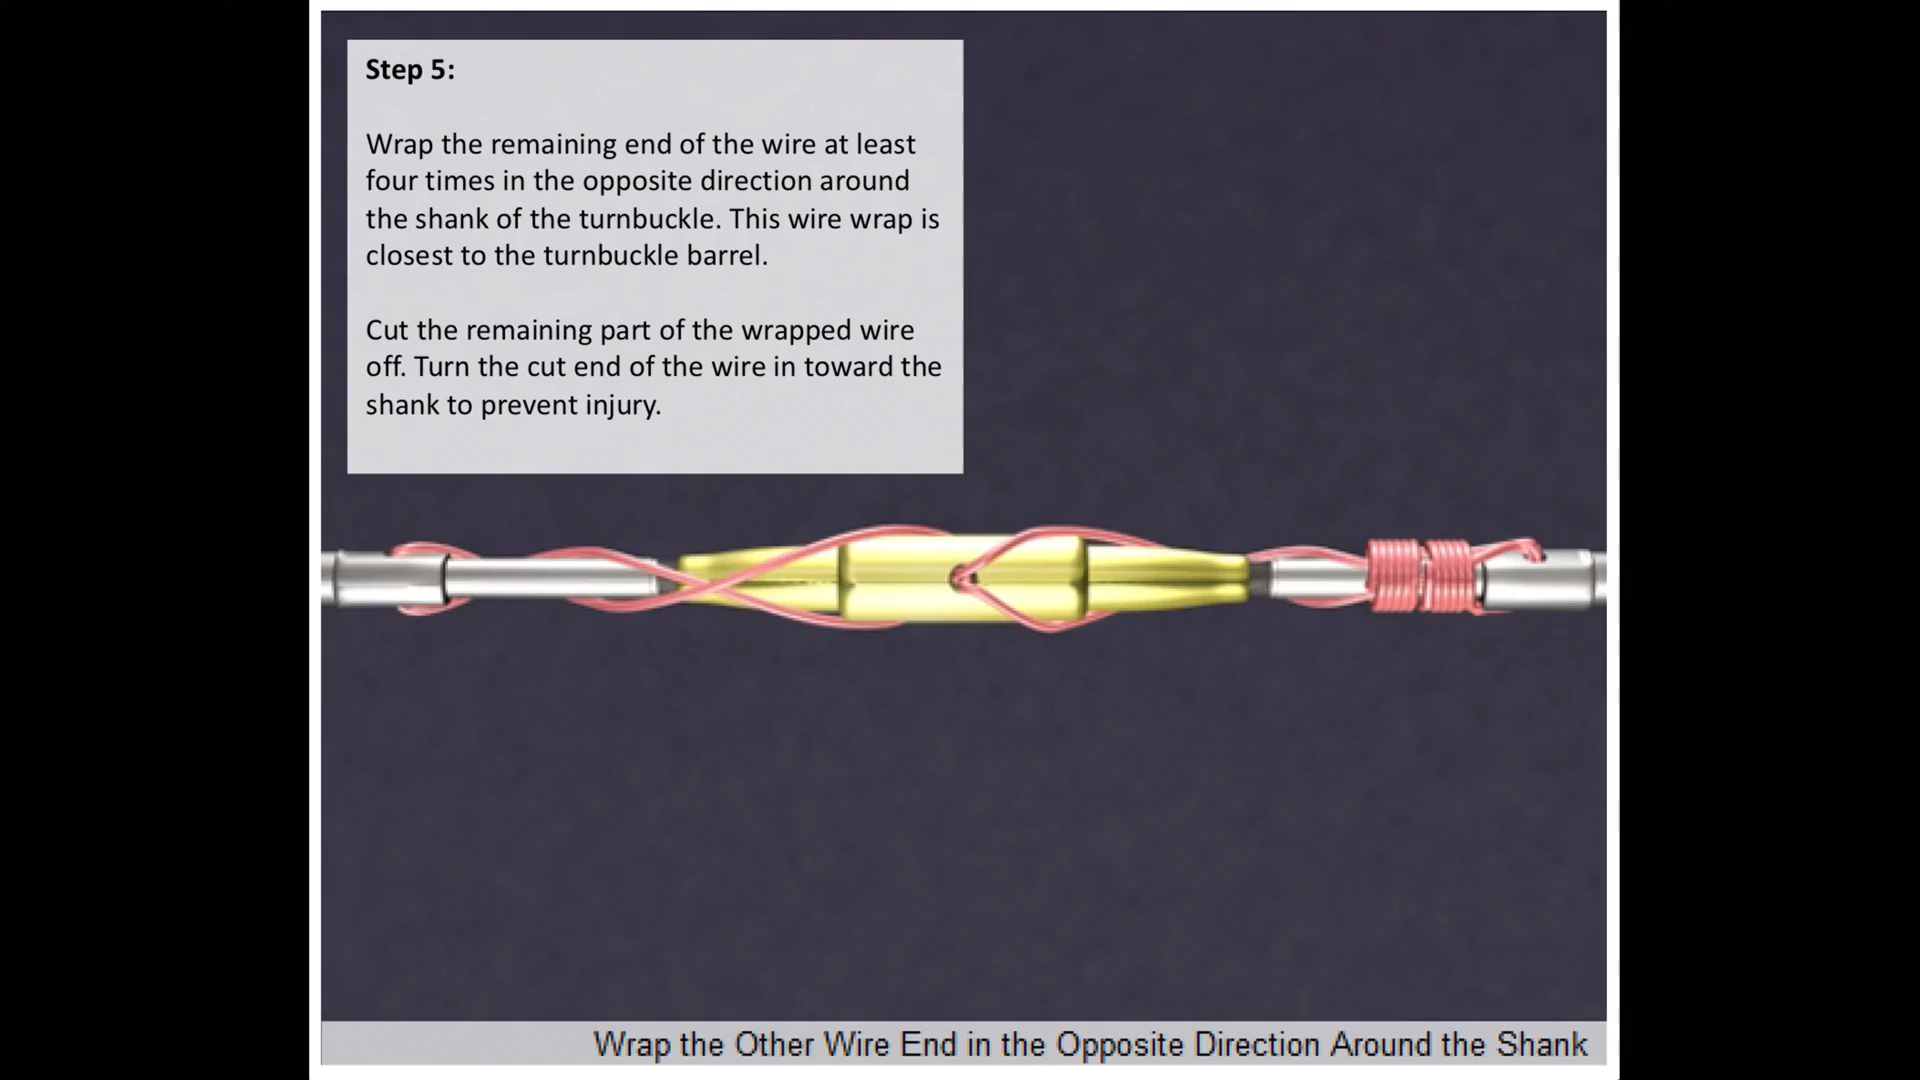 Step 5:
Wrap the remaining end of the wire at least
four times in the opposite direction around
the shank of the turnbuckle. This wire wrap is
closest to the turnbuckle barrel.
Cut the remaining part of the wrapped wire
off. Turn the cut end of the wire in toward the
shank to prevent injury.
Wrap the Other Wire End in the Opposite Direction Around the Shank